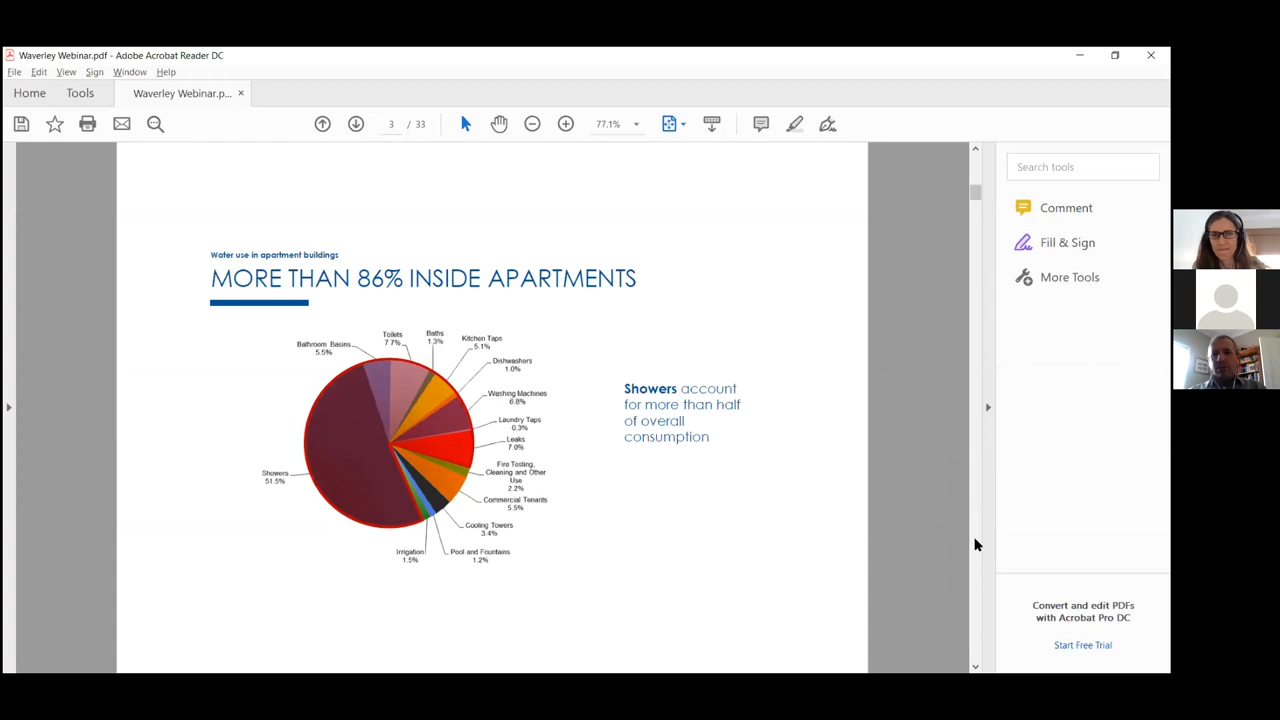 Waverley Webinar.pdf - Adobe Acrobat Reader DC
File Edit View Sign Window Help
Home Tools Waverley Webinar.p... ×
3 / 33 77.1%
Search tools
Comment
Fill & Sign
More Tools
Convert and edit PDFs
with Acrobat Pro DC
Start Free Trial
Water use in apartment buildings
MORE THAN 86% INSIDE APARTMENTS
Bathroom Basins
5.5%
Toilets
7.7%
Baths
1.3%
Kitchen Taps
5.1%
Dishwashers
1.0%
Washing Machines
6.8%
Laundry Taps
0.3%
Leaks
7.0%
Fire Testing,
Cleaning and Other
Use
2.2%
Commercial Tenants
5.5%
Cooling Towers
3.4%
Pool and Fountains
1.2%
Irrigation
1.5%
Showers
51.5%
Showers account
for more than half
of overall
consumption